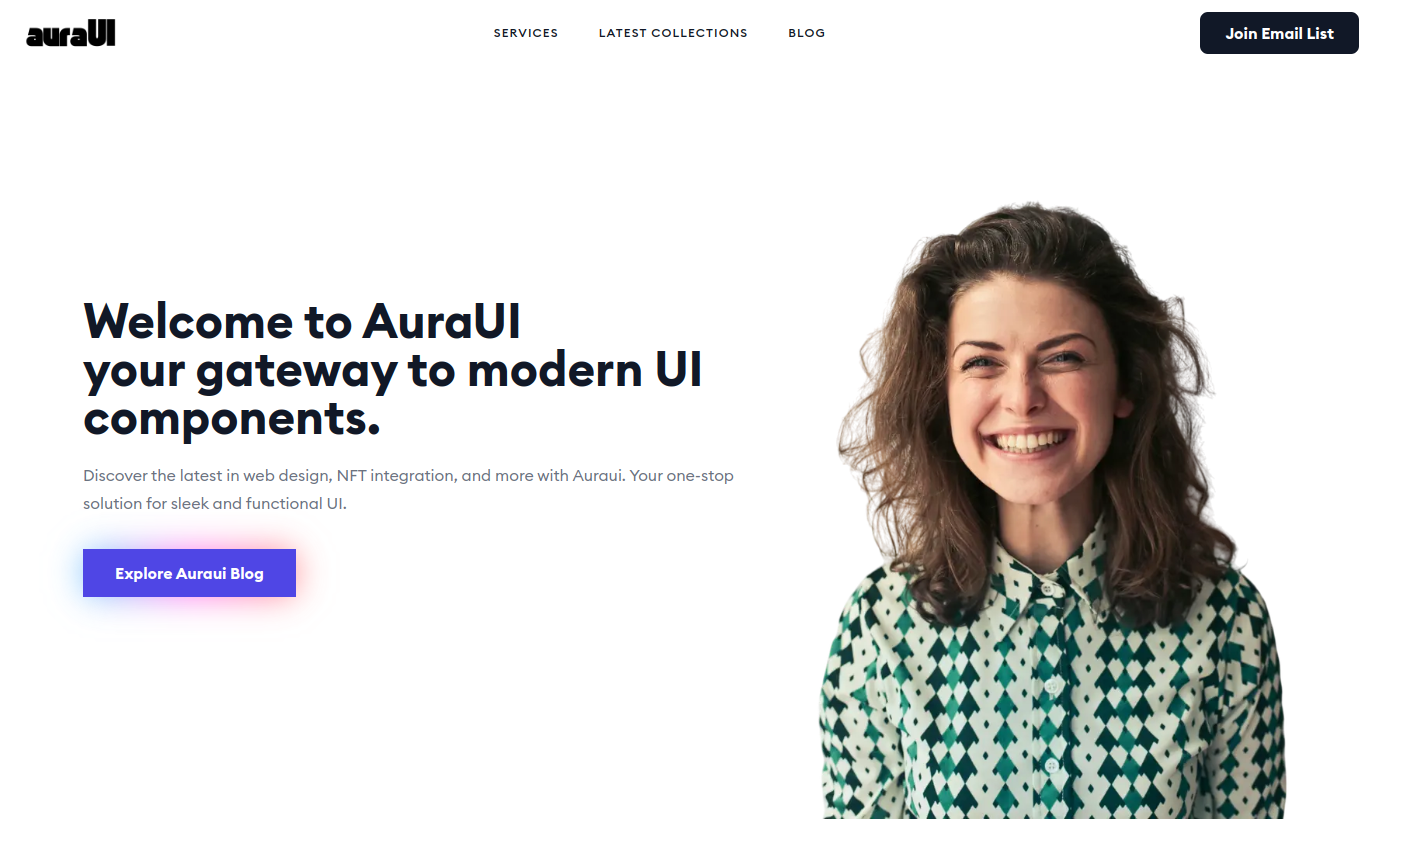 auraUI
SERVICES
LATEST COLLECTIONS
BLOG
Join Email List
Welcome to AuraUI
your gateway to modern UI
components.
Discover the latest in web design, NFT integration, and more with Auraui. Your one-stop
solution for sleek and functional UI.
Explore Auraui Blog